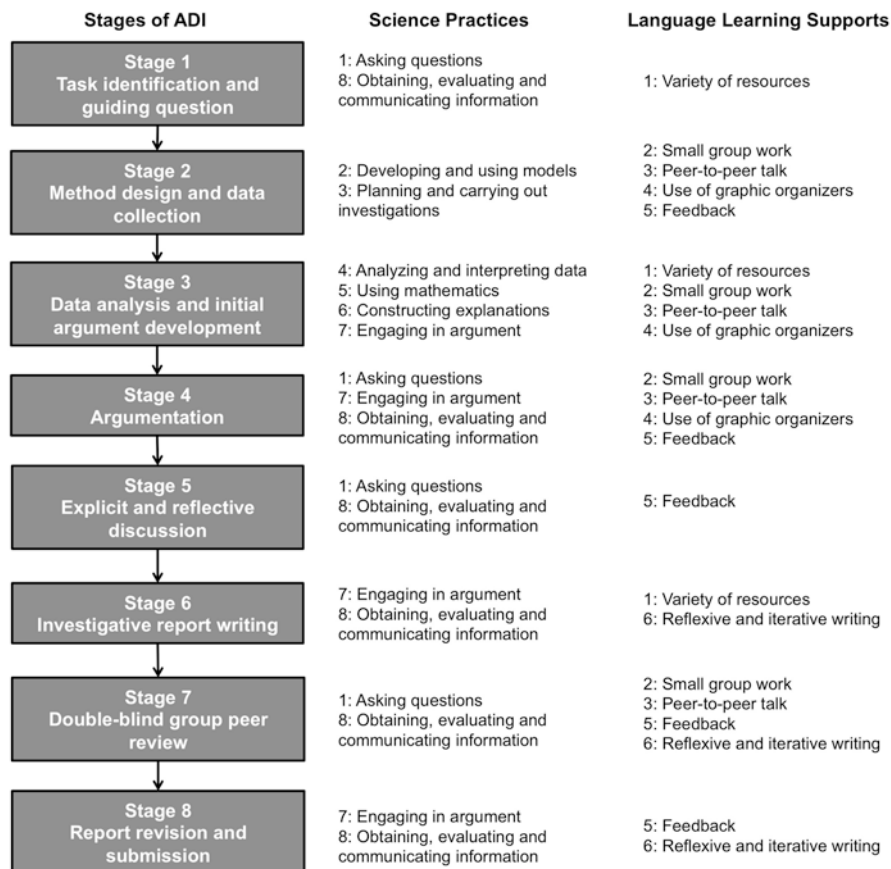 Stages of ADI
Science Practices
Language Learning Supports
Stage 1
Task identification and
guiding question
1: Asking questions
8: Obtaining, evaluating and
communicating information
1: Variety of resources
Stage 2
Method design and data
collection
2: Developing and using models
3: Planning and carrying out
investigations
2: Small group work
3: Peer-to-peer talk
4: Use of graphic organizers
5: Feedback
Stage 3
Data analysis and initial
argument development
4: Analyzing and interpreting data
5: Using mathematics
6: Constructing explanations
7: Engaging in argument
1: Variety of resources
2: Small group work
3: Peer-to-peer talk
4: Use of graphic organizers
Stage 4
Argumentation
1: Asking questions
7: Engaging in argument
8: Obtaining, evaluating and
communicating information
2: Small group work
3: Peer-to-peer talk
4: Use of graphic organizers
5: Feedback
Stage 5
Explicit and reflective
discussion
1: Asking questions
8: Obtaining, evaluating and
communicating information
5: Feedback
Stage 6
Investigative report writing
7: Engaging in argument
8: Obtaining, evaluating and
communicating information
1: Variety of resources
6: Reflexive and iterative writing
Stage 7
Double-blind group peer
review
1: Asking questions
8: Obtaining, evaluating and
communicating information
2: Small group work
3: Peer-to-peer talk
5: Feedback
6: Reflexive and iterative writing
Stage 8
Report revision and
submission
7: Engaging in argument
8: Obtaining, evaluating and
communicating information
5: Feedback
6: Reflexive and iterative writing